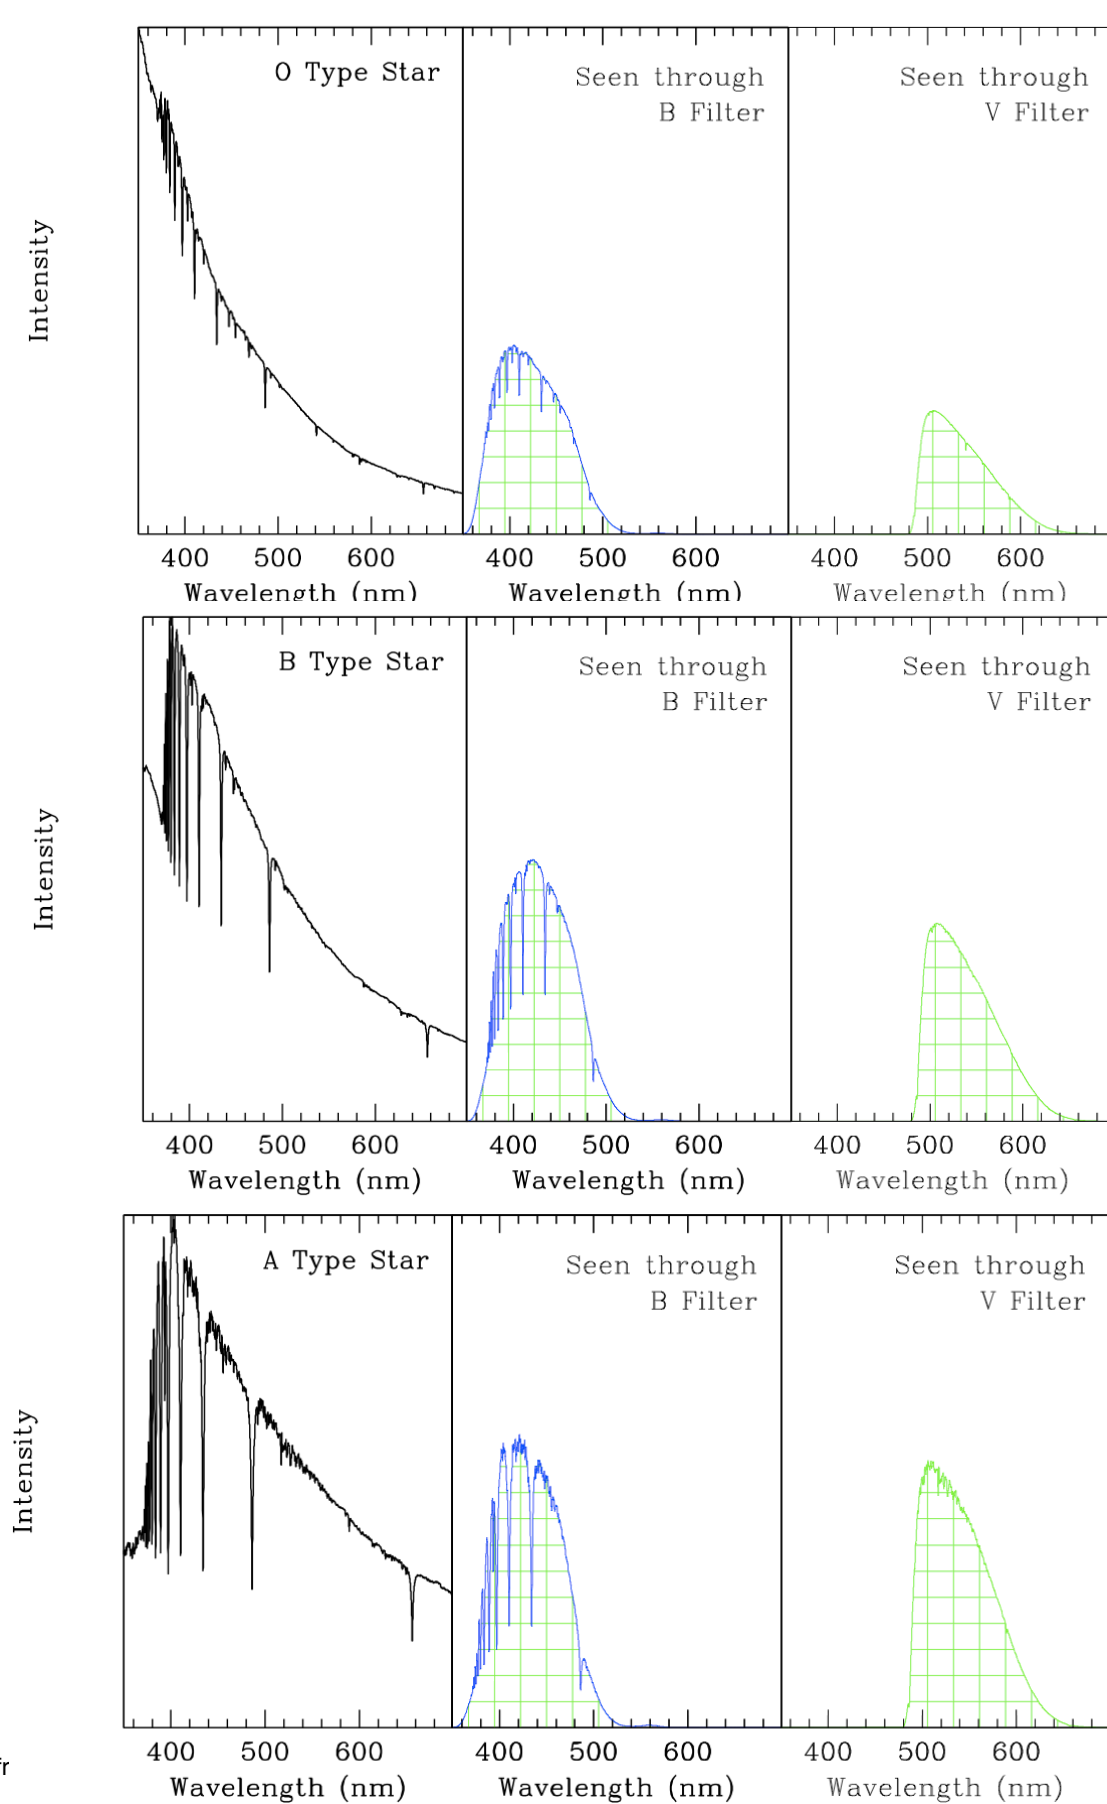 O Type Star
Seen through
B Filter
Seen through
V Filter
Intensity
400 500 600
400 500 600
400 500 600
Wavelength (nm)
Wavelength (nm)
Wavelength (nm)
B Type Star
Seen through
B Filter
Seen through
V Filter
Intensity
400 500 600
400 500 600
400 500 600
Wavelength (nm)
Wavelength (nm)
Wavelength (nm)
A Type Star
Seen through
B Filter
Seen through
V Filter
Intensity
400 500 600
400 500 600
400 500 600
fr
Wavelength (nm)
Wavelength (nm)
Wavelength (nm)